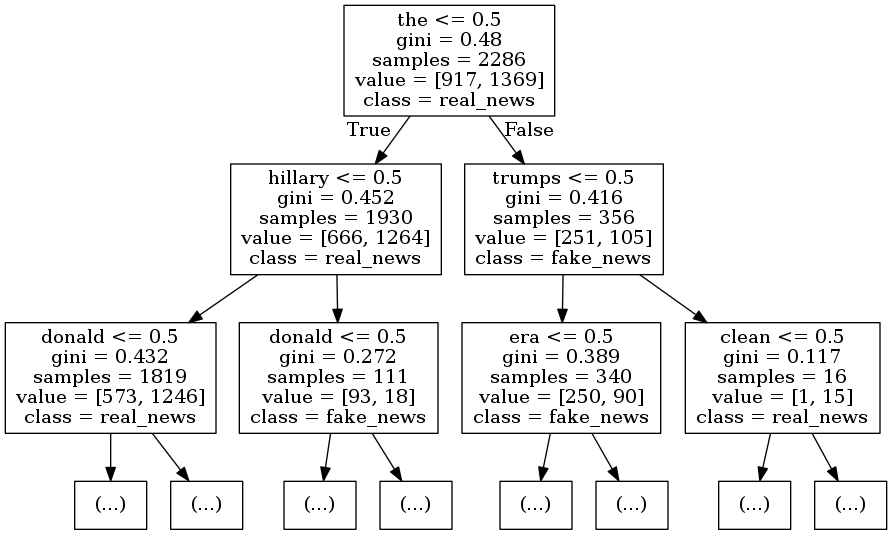 the <= 0.5
gini = 0.48
samples = 2286
value = [917, 1369]
class = real_news
True
False
hillary <= 0.5
gini = 0.452
samples = 1930
value = [666, 1264]
class = real_news
trumps <= 0.5
gini = 0.416
samples = 356
value = [251, 105]
class = fake_news
donald <= 0.5
gini = 0.432
samples = 1819
value = [573, 1246]
class = real_news
donald <= 0.5
gini = 0.272
samples = 111
value = [93, 18]
class = fake_news
era <= 0.5
gini = 0.389
samples = 340
value = [250, 90]
class = fake_news
clean <= 0.5
gini = 0.117
samples = 16
value = [1, 15]
class = real_news
(...)
(...)
(...)
(...)
(...)
(...)
(...)
(...)